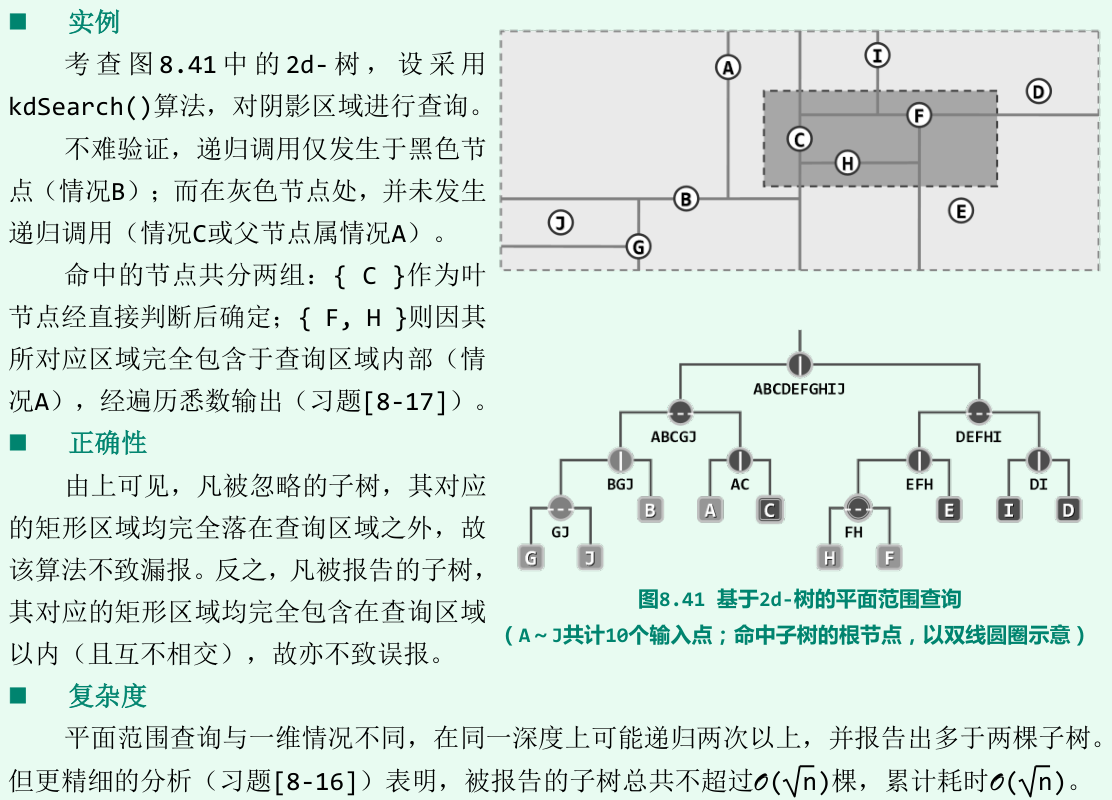 ■ 实例
考查图8.41中的2d-树，设采用
kdSearch()算法，对阴影区域进行查询。
不难验证，递归调用仅发生于黑色节
点（情况B）；而在灰色节点处，并未发生
递归调用（情况C或父节点属情况A）。
命中的节点共分两组：{ C }作为叶
节点经直接判断后确定；{ F, H }则因其
所对应区域完全包含于查询区域内部（情
况A），经遍历悉数输出（习题[8-17]）。
■ 正确性
由上可见，凡被忽略的子树，其对应
的矩形区域均完全落在查询区域之外，故
该算法不致漏报。反之，凡被报告的子树，
其对应的矩形区域均完全包含在查询区域
以内（且互不相交），故亦不致误报。
A
I
D
F
C
H
B
E
J
G
ABCDEFGHIJ
ABCGJ
DEFHI
BGJ
AC
EFH
DI
GJ
B
A
C
FH
E
I
D
G
J
H
F
图8.41 基于2d-树的平面范围查询
（A～J共计10个输入点；命中子树的根节点，以双线圆圈示意）
■ 复杂度
平面范围查询与一维情况不同，在同一深度上可能递归两次以上，并报告出多于两棵子树。
但更精细的分析（习题[8-16]）表明，被报告的子树总共不超过𝒪(√n)棵，累计耗时𝒪(√n)。